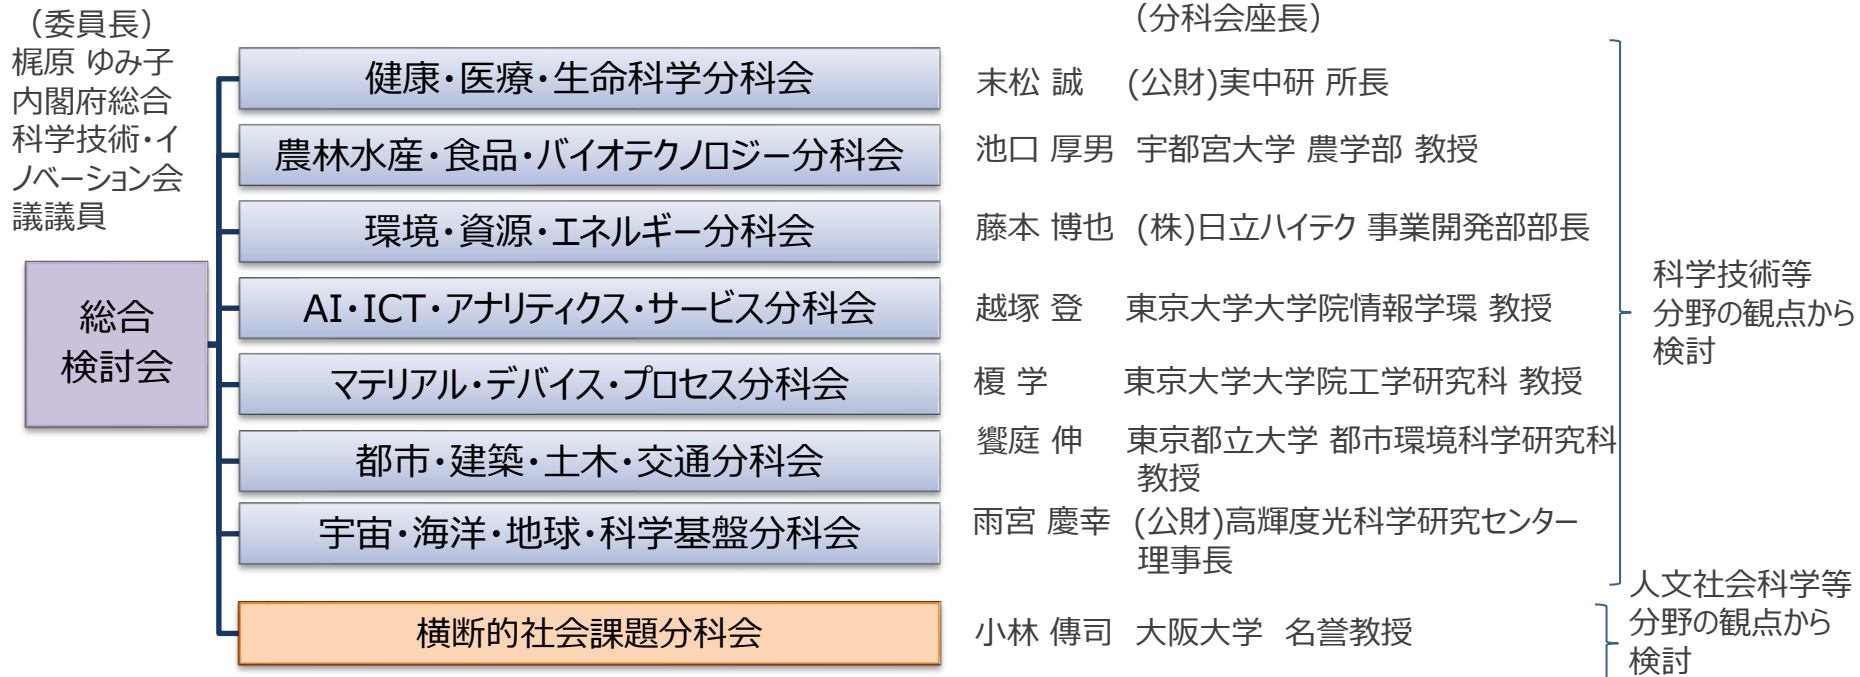 （委員長）
梶原 ゆみ子
内閣府総合
科学技術・イ
ノベーション会
議議員
総合
検討会
（分科会座長）
健康・医療・生命科学分科会
末松 誠 (公財)実中研 所長
農林水産・食品・バイオテクノロジー分科会
池口 厚男 宇都宮大学 農学部 教授
環境・資源・エネルギー分科会
藤本 博也 (株)日立ハイテク 事業開発部部長
AI・ICT・アナリティクス・サービス分科会
越塚 登 東京大学大学院情報学環 教授
マテリアル・デバイス・プロセス分科会
榎 学 東京大学大学院工学研究科 教授
都市・建築・土木・交通分科会
饗庭 伸 東京都立大学 都市環境科学研究科
教授
宇宙・海洋・地球・科学基盤分科会
雨宮 慶幸 (公財)高輝度光科学研究センター
理事長
科学技術等
分野の観点から
検討
横断的社会課題分科会
小林 傳司 大阪大学 名誉教授
人文社会科学等
分野の観点から
検討